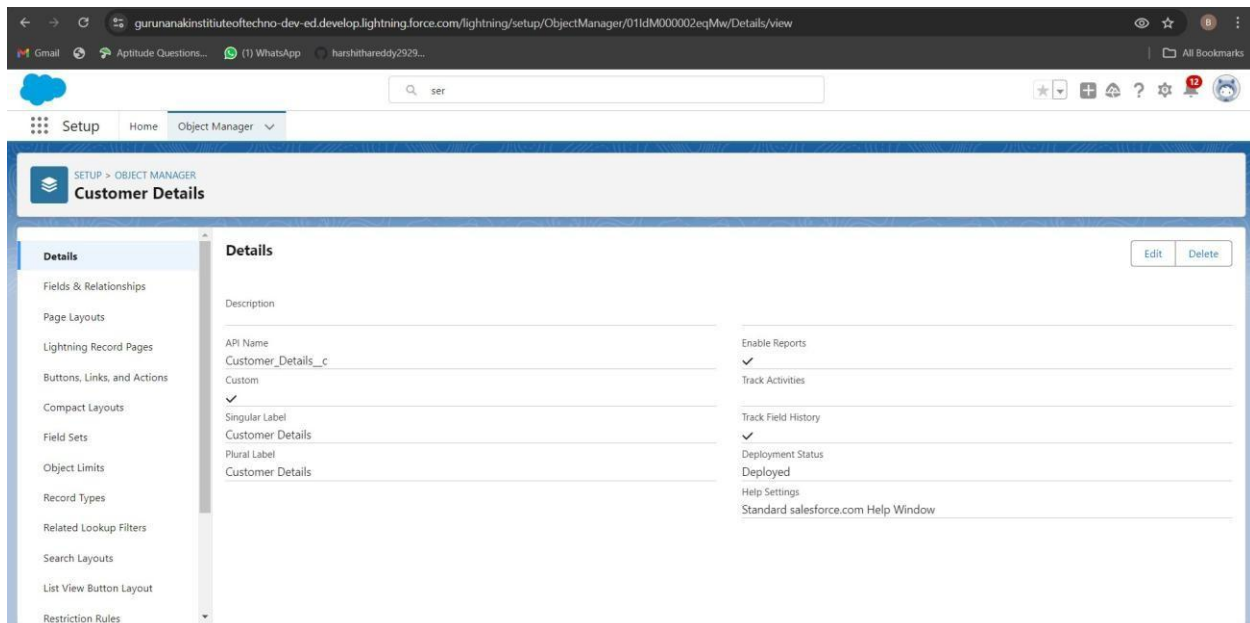 gurunanakinstitiuteoftechno-dev-ed.develop.lightning.force.com/lightning/setup/ObjectManager/01IdM000002eqMw/Details/view
B
Gmail Aptitude Questions... (1) WhatsApp harshithareddy2929... All Bookmarks
ser
12
Setup Home Object Manager
SETUP > OBJECT MANAGER
Customer Details
Details
Fields & Relationships
Page Layouts
Lightning Record Pages
Buttons, Links, and Actions
Compact Layouts
Field Sets
Object Limits
Record Types
Related Lookup Filters
Search Layouts
List View Button Layout
Restriction Rules
Details
Edit Delete
Description
API Name
Customer_Details__c
Custom
Singular Label
Customer Details
Plural Label
Customer Details
Enable Reports
Track Activities
Track Field History
Deployment Status
Deployed
Help Settings
Standard salesforce.com Help Window